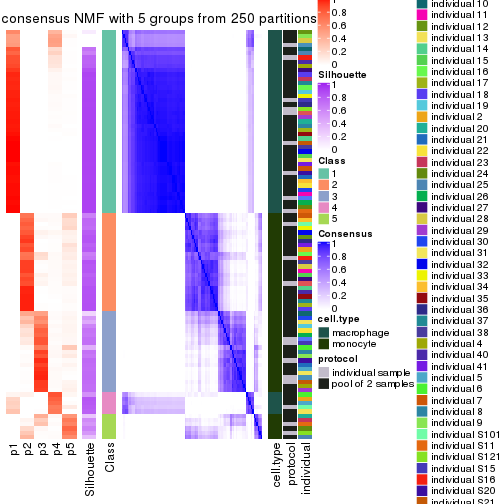 consensus NMF with 5 groups from 250 partitions
0.8
0.6
0.4
0.2
0
Silhouette
1
0.8
0.6
0.4
0.2
0
Class
1
2
3
4
5
Consensus
1
0.8
0.6
0.4
0.2
0
cell.type
macrophage
monocyte
protocol
individual sample
pool of 2 samples
p1
p2
p3
p4
p5
Silhouette
Class
cell.type
protocol
individual
individual 10
individual 11
individual 12
individual 13
individual 14
individual 15
individual 16
individual 17
individual 18
individual 19
individual 2
individual 20
individual 21
individual 22
individual 23
individual 24
individual 25
individual 26
individual 27
individual 28
individual 29
individual 30
individual 31
individual 32
individual 33
individual 34
individual 35
individual 36
individual 37
individual 38
individual 4
individual 40
individual 41
individual 5
individual 6
individual 7
individual 8
individual 9
individual S101
individual S11
individual S121
individual S15
individual S16
individual S20
individual S21